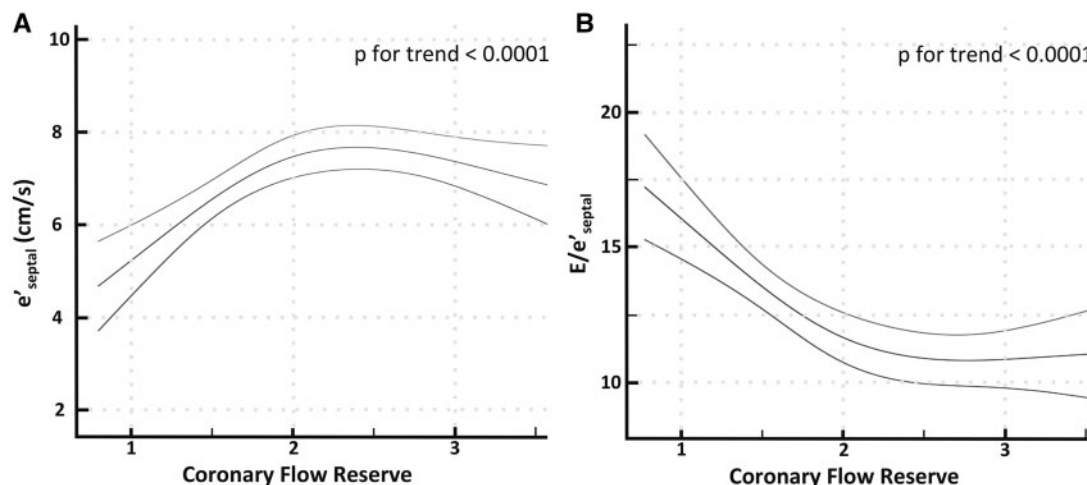 A
p for trend < 0.0001
10
8
6
4
2
e'septal (cm/s)
1
2
3
Coronary Flow Reserve
B
p for trend < 0.0001
20
15
10
E/e'septal
1
2
3
Coronary Flow Reserve